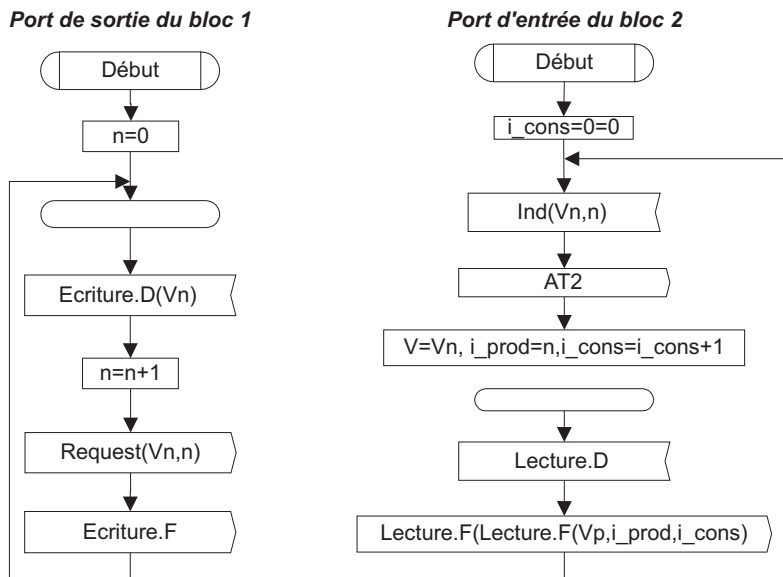 Port de sortie du bloc 1
Début
n=0
Ecriture.D(Vn)
n=n+1
Request(Vn,n)
Ecriture.F
Port d'entrée du bloc 2
Début
i_cons=0=0
Ind(Vn,n)
AT2
V=Vn, i_prod=n,i_cons=i_cons+1
Lecture.D
Lecture.F(Lecture.F(Vp,i_prod,i_cons)